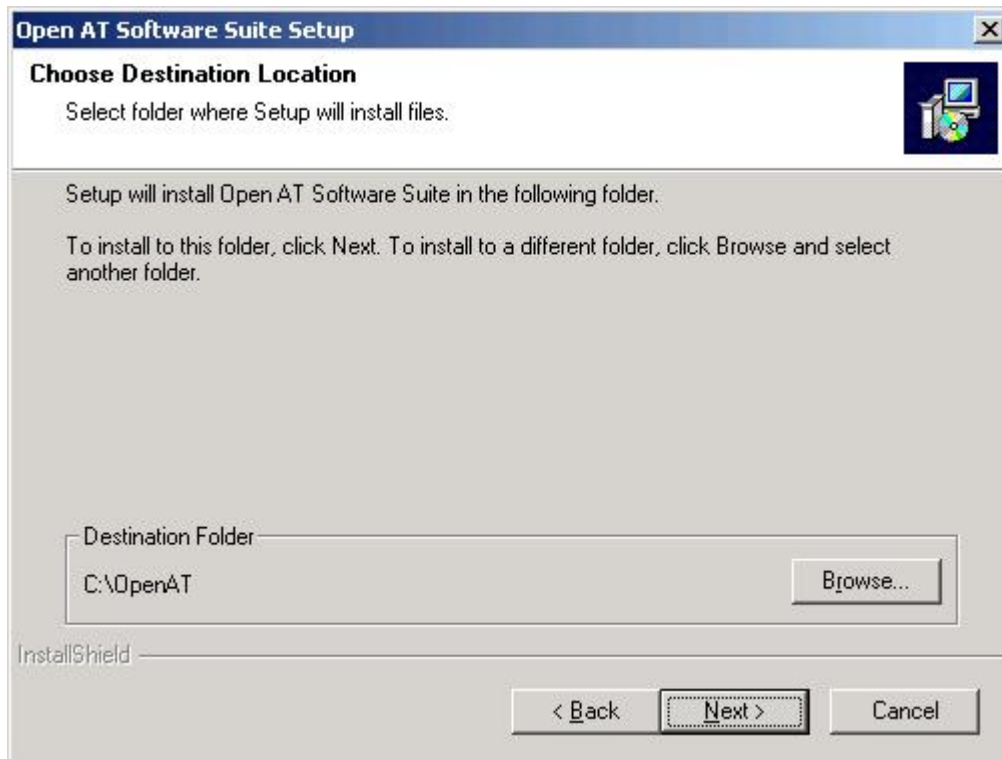 Open AT Software Suite Setup
Choose Destination Location
Select folder where Setup will install files.
Setup will install Open AT Software Suite in the following folder.
To install to this folder, click Next. To install to a different folder, click Browse and select
another folder.
Destination Folder
C:\OpenAT
Browse...
InstallShield
< Back
Next >
Cancel